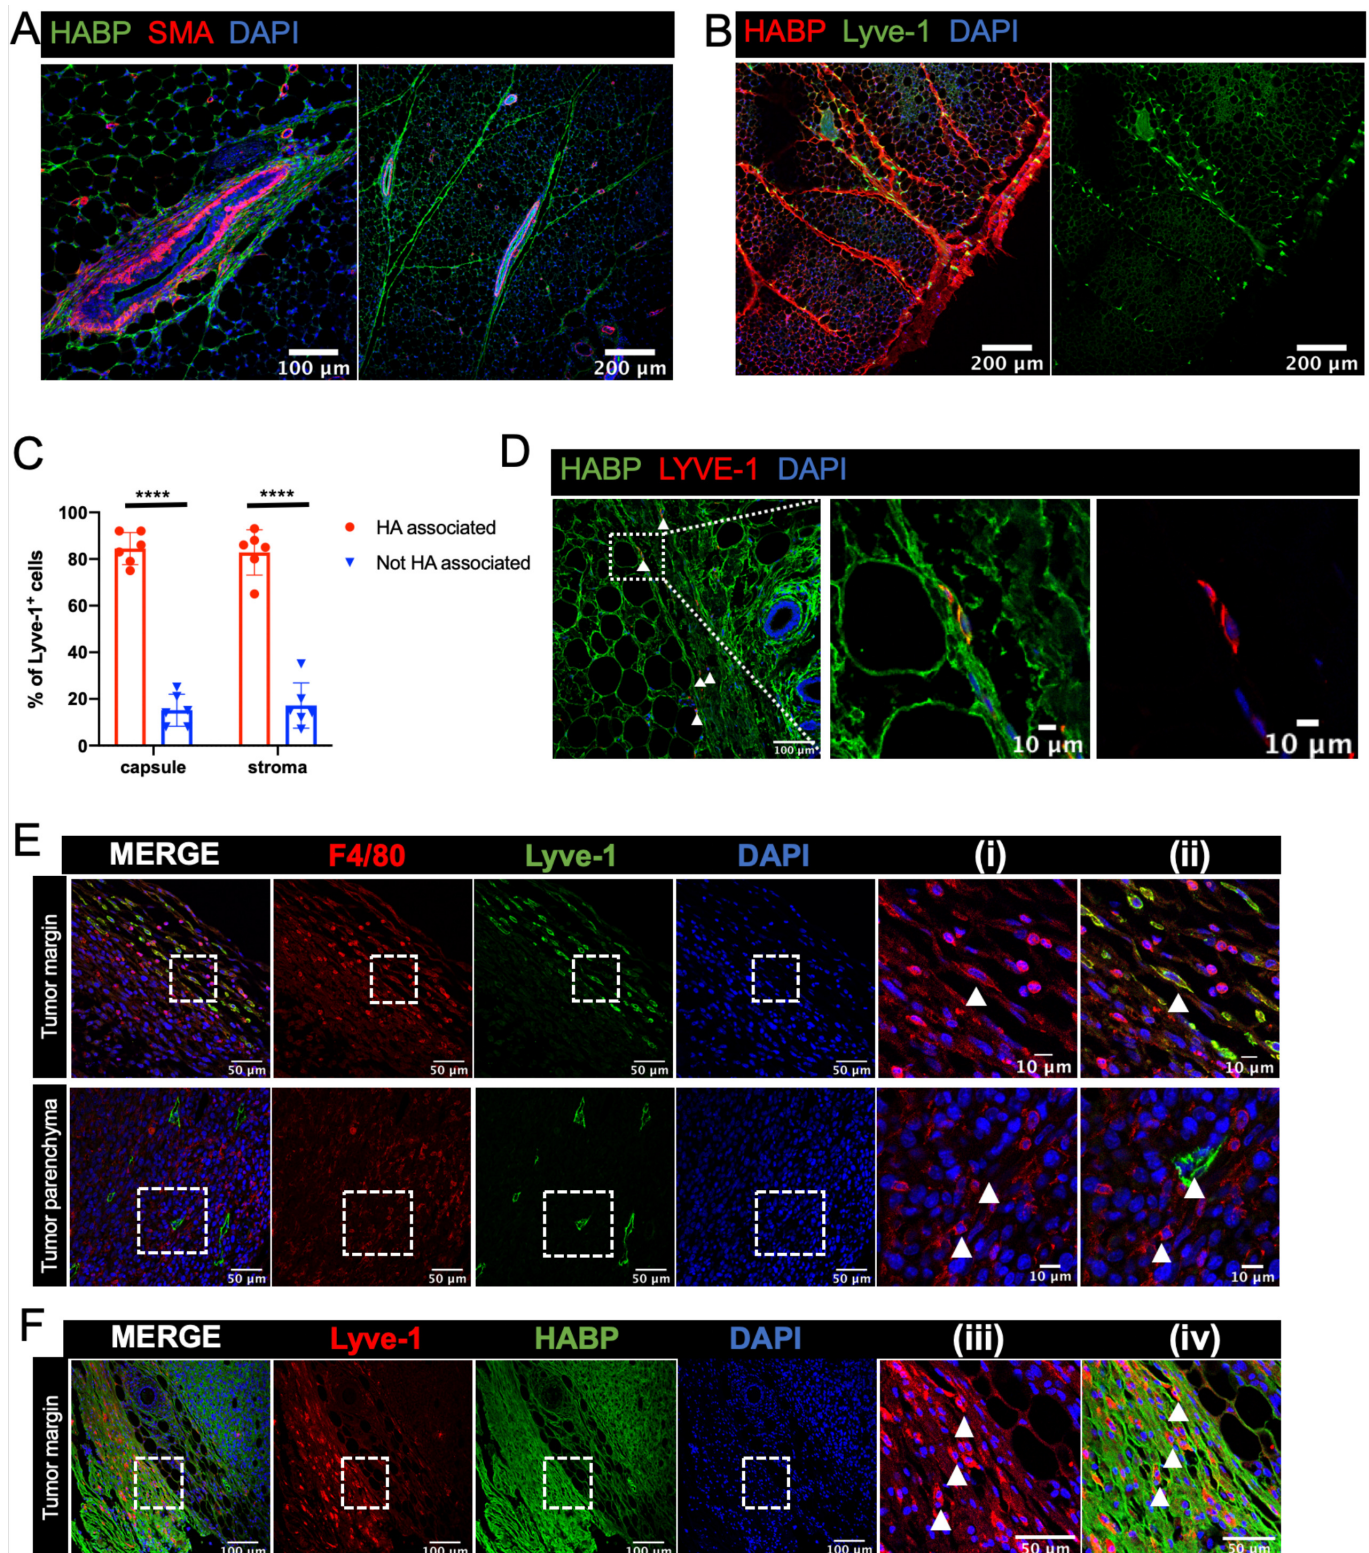 A
HABP SMA DAPI
100 µm
200 µm
B
HABP Lyve-1 DAPI
200 µm
200 µm
C
% of Lyve-1+ cells
100
80
60
40
20
0
****
****
capsule
stroma
HA associated
Not HA associated
D
HABP LYVE-1 DAPI
100 µm
10 µm
10 µm
E
MERGE F4/80 Lyve-1 DAPI (i) (ii)
Tumor margin
50 µm
50 µm
50 µm
50 µm
10 µm
10 µm
Tumor parenchyma
50 µm
50 µm
50 µm
50 µm
10 µm
10 µm
F
MERGE Lyve-1 HABP DAPI (iii) (iv)
Tumor margin
100 µm
100 µm
100 µm
100 µm
50 µm
50 µm